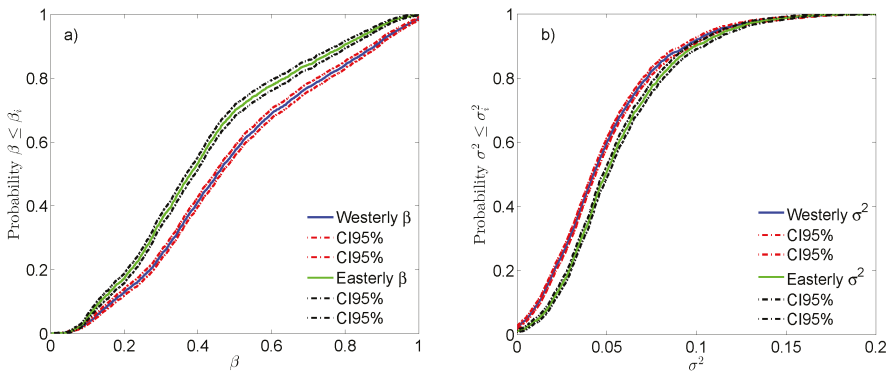 a)
Probability β ≤ βᵢ
1
0.8
0.6
0.4
0.2
0
0
0.2
0.4
0.6
0.8
1
β
Westerly β
CI95%
CI95%
Easterly β
CI95%
CI95%
b)
Probability σ² ≤ σᵢ²
1
0.8
0.6
0.4
0.2
0
0
0.05
0.1
0.15
0.2
σ²
Westerly σ²
CI95%
CI95%
Easterly σ²
CI95%
CI95%